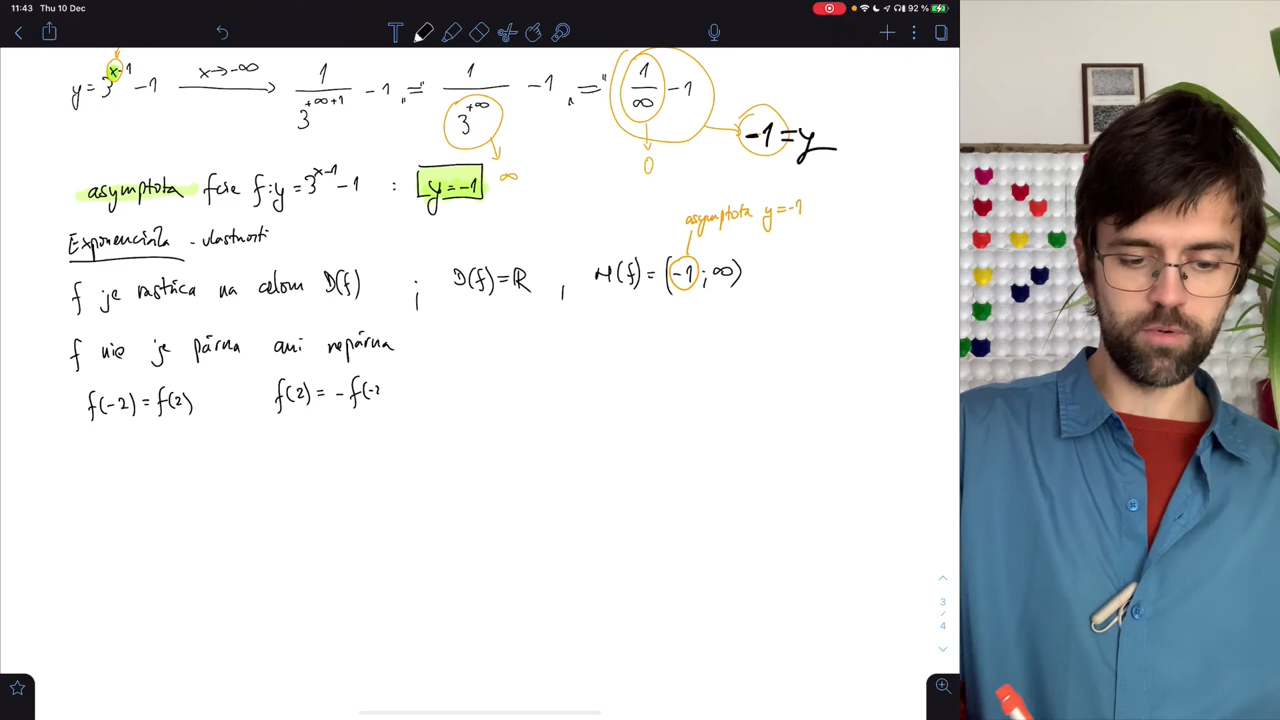 11:43 Thu 10 Dec
92 %
y = 3^(x-1) - 1 x→-∞ 1/3^(+∞+1) - 1 „=" 1/3^(+∞) - 1 „=" 1/∞ - 1
-1 = y
∞ 0
asymptota fcie f: y = 3^(x-1) - 1 : y = -1
asymptota y = -1
Exponenciála - vlastnosti
f je rastúca na celom D(f) ; D(f) = ℝ , H(f) = (-1 ; ∞)
f nie je párna ani nepárna
f(-2) = f(2) f(2) = - f(-2
3
/
4